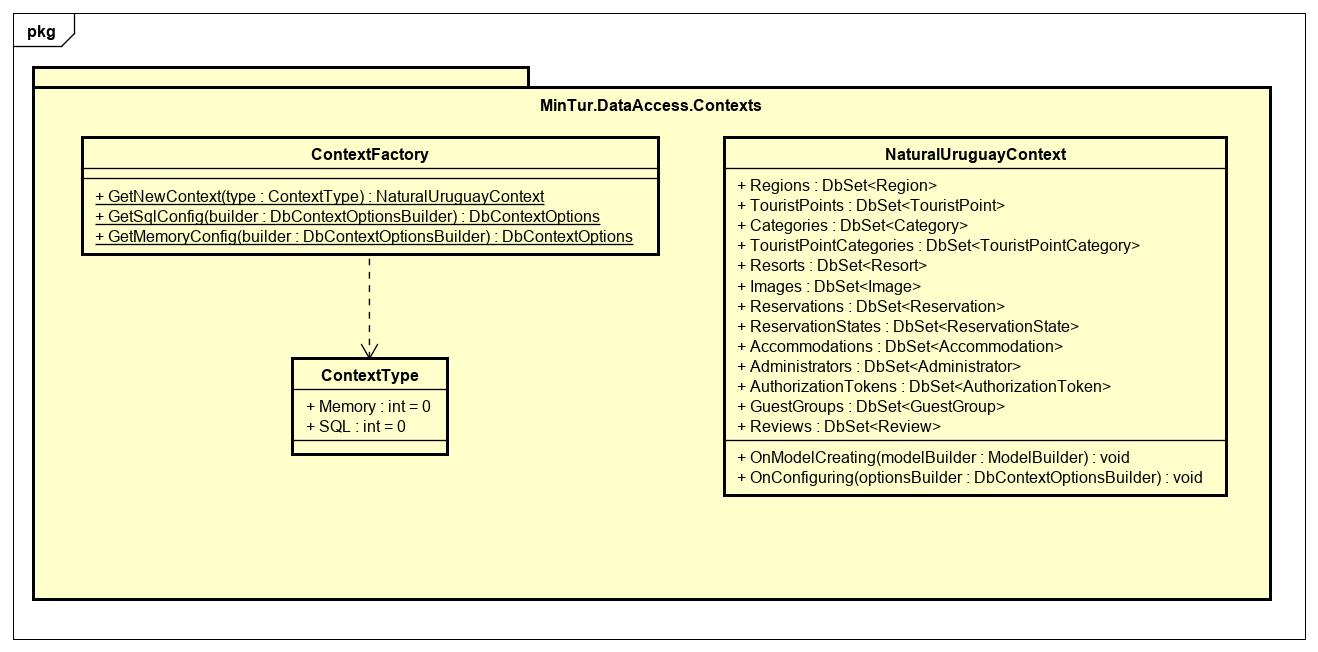 pkg
MinTur.DataAccess.Contexts
ContextFactory
+ GetNewContext(type : ContextType) : NaturalUruguayContext
+ GetSqlConfig(builder : DbContextOptionsBuilder) : DbContextOptions
+ GetMemoryConfig(builder : DbContextOptionsBuilder) : DbContextOptions
ContextType
+ Memory : int = 0
+ SQL : int = 0
NaturalUruguayContext
+ Regions : DbSet<Region>
+ TouristPoints : DbSet<TouristPoint>
+ Categories : DbSet<Category>
+ TouristPointCategories : DbSet<TouristPointCategory>
+ Resorts : DbSet<Resort>
+ Images : DbSet<Image>
+ Reservations : DbSet<Reservation>
+ ReservationStates : DbSet<ReservationState>
+ Accommodations : DbSet<Accommodation>
+ Administrators : DbSet<Administrator>
+ AuthorizationTokens : DbSet<AuthorizationToken>
+ GuestGroups : DbSet<GuestGroup>
+ Reviews : DbSet<Review>
+ OnModelCreating(modelBuilder : ModelBuilder) : void
+ OnConfiguring(optionsBuilder : DbContextOptionsBuilder) : void